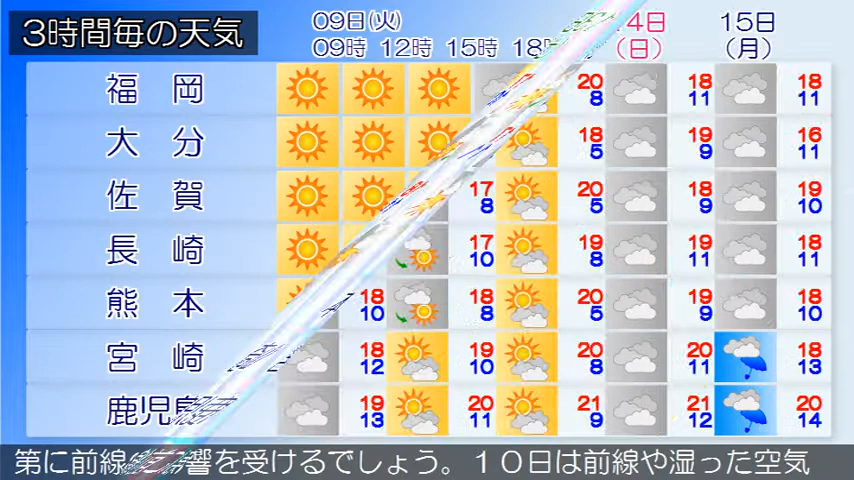 3時間毎の天気
09日(火)
09時 12時 15時 18時
4日 15日
(日) (月)
福岡 20 8 18 11 18 11
大分 18 5 19 9 16 11
佐賀 17 8 20 5 18 9 19 10
長崎 17 10 19 8 19 11 18 11
熊本 18 10 18 8 20 5 19 9 18 10
宮崎 18 12 19 10 20 8 20 11 18 13
鹿児島 19 13 20 11 21 9 21 12 20 14
第に前線の影響を受けるでしょう。10日は前線や湿った空気